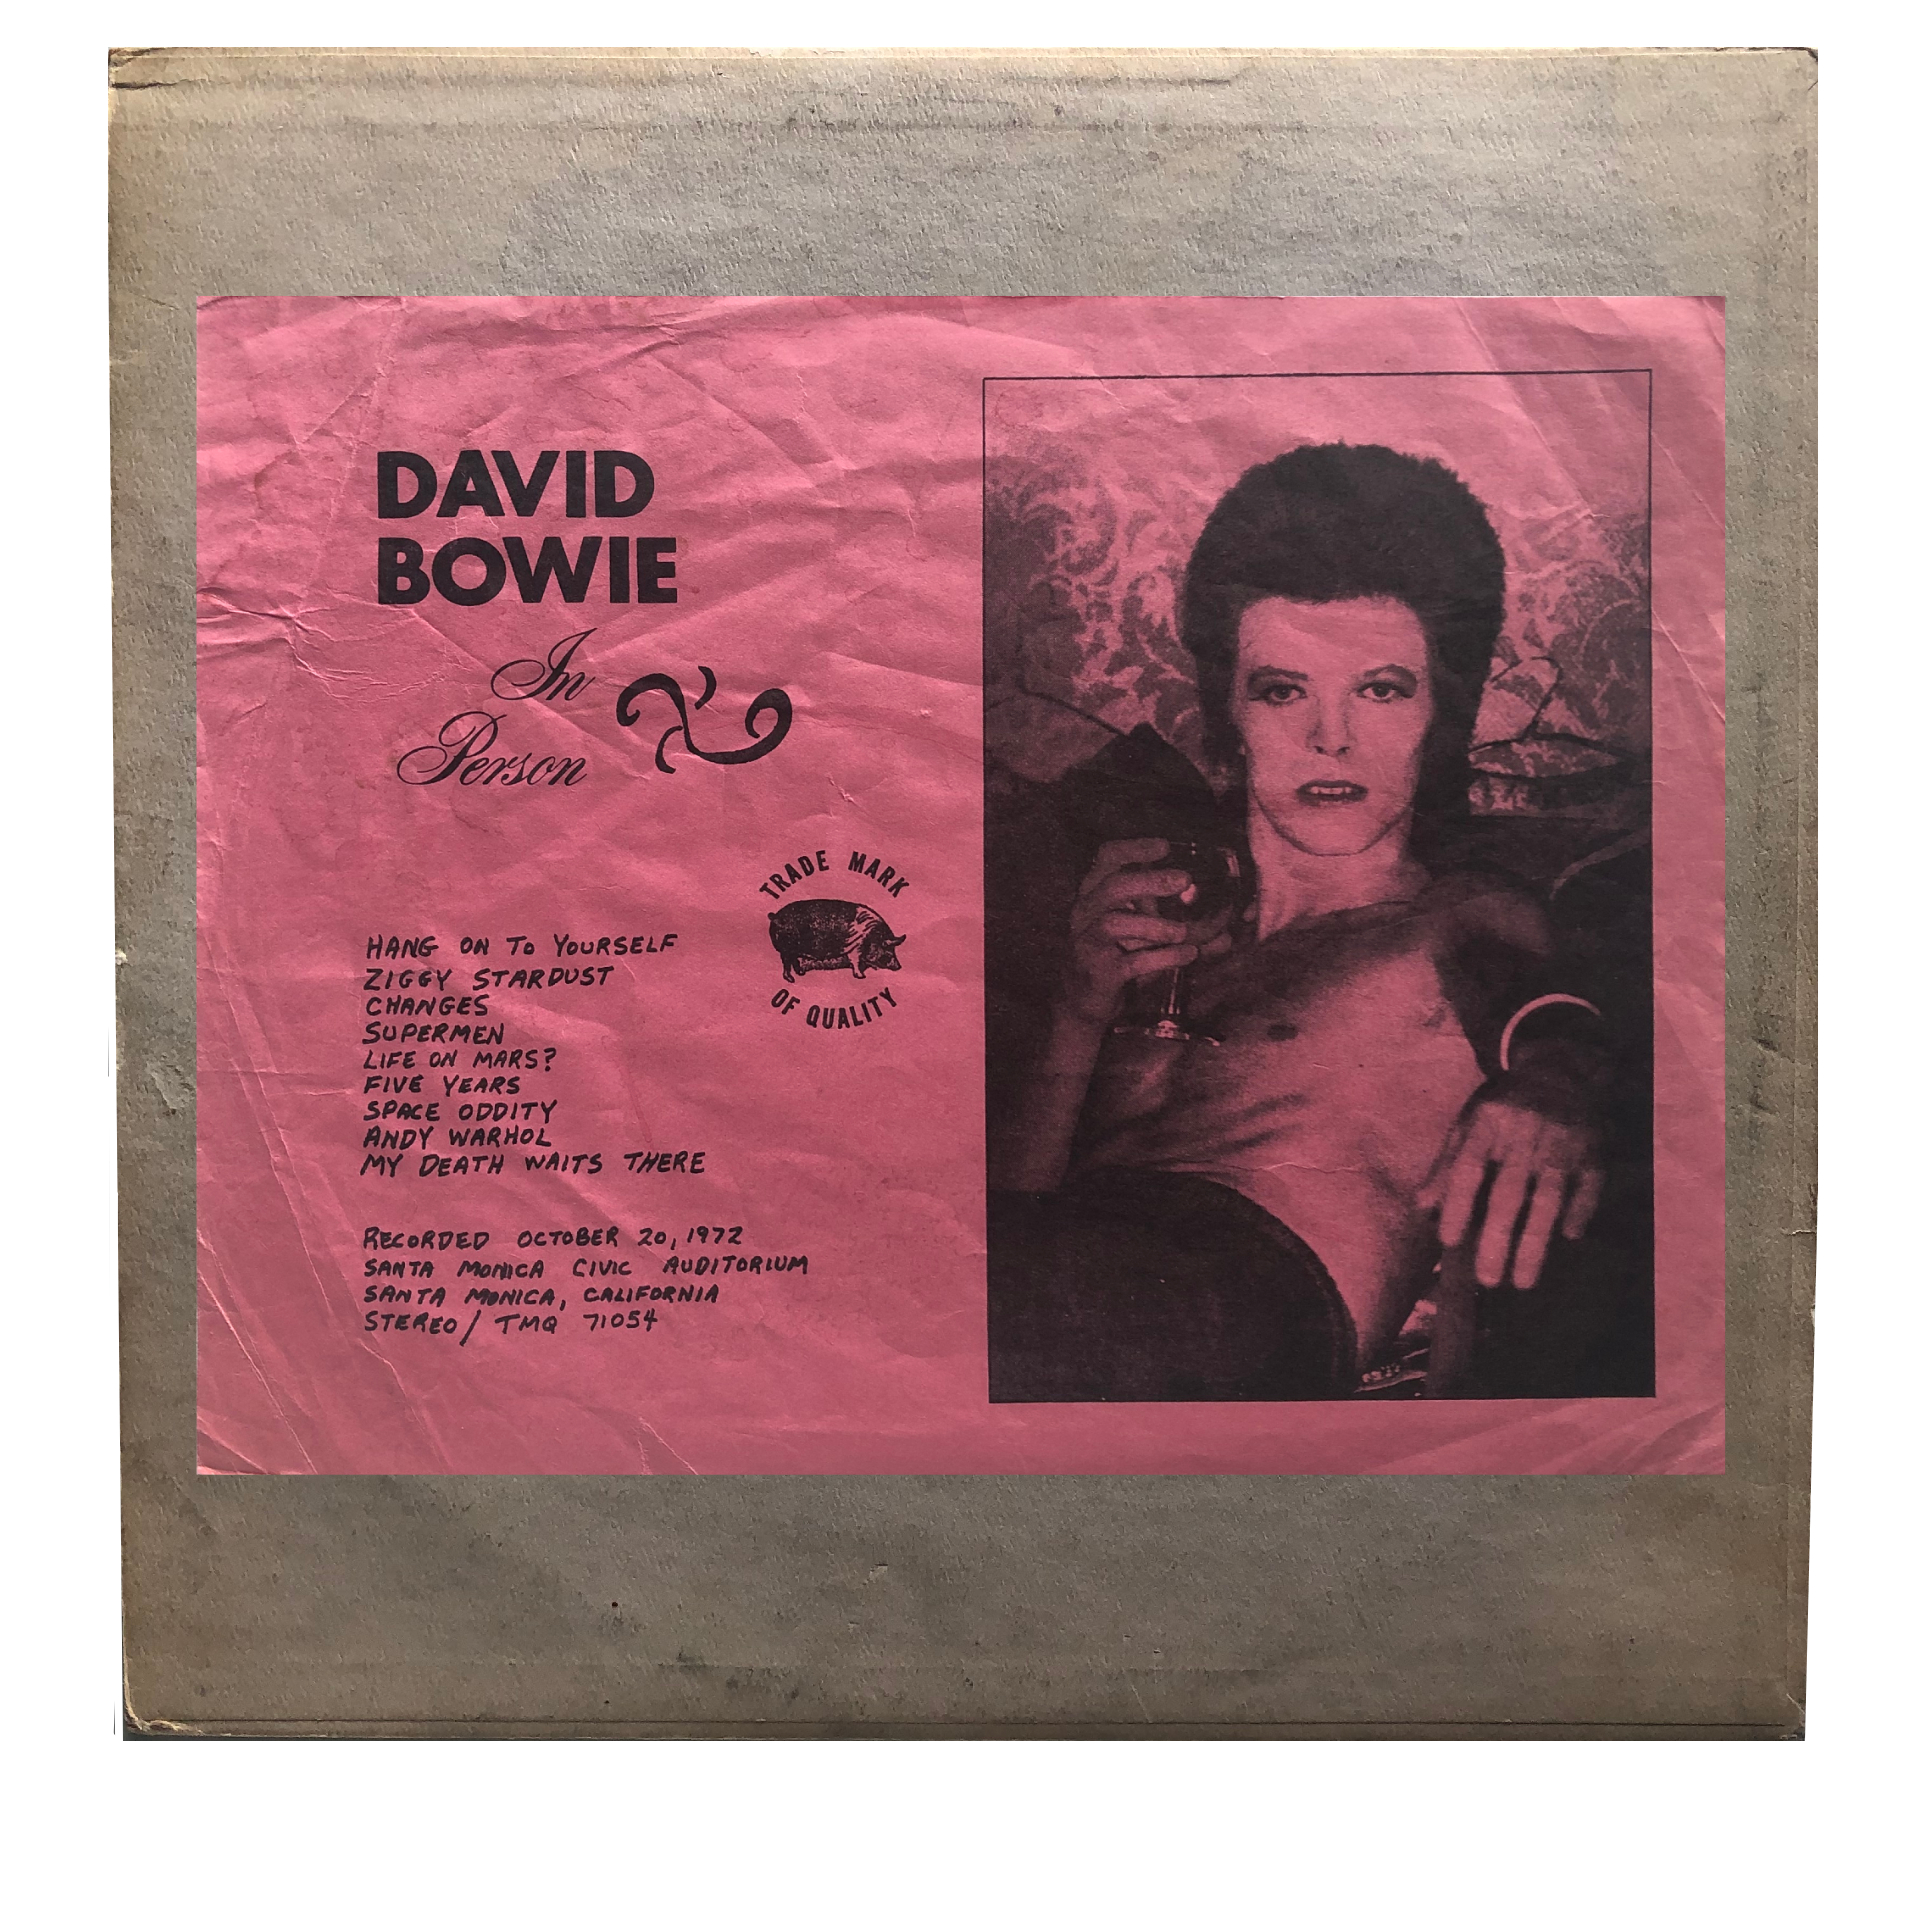 DAVID
BOWIE
In
Person
TRADE MARK
OF QUALITY
HANG ON TO YOURSELF
ZIGGY STARDUST
CHANGES
SUPERMEN
LIFE ON MARS?
FIVE YEARS
SPACE ODDITY
ANDY WARHOL
MY DEATH WAITS THERE
RECORDED OCTOBER 20, 1972
SANTA MONICA CIVIC AUDITORIUM
SANTA MONICA, CALIFORNIA
STEREO/ TMQ 71054